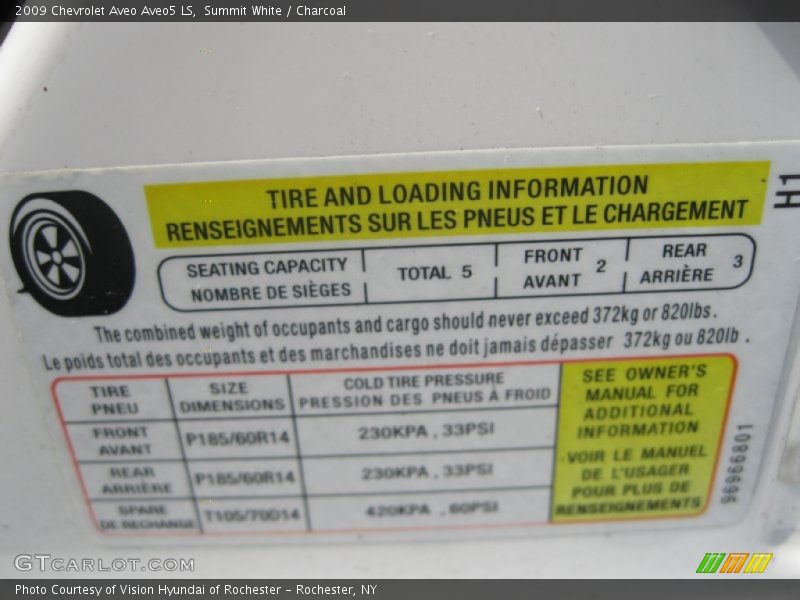 2009 Chevrolet Aveo Aveo5 LS, Summit White / Charcoal
TIRE AND LOADING INFORMATION
RENSEIGNEMENTS SUR LES PNEUS ET LE CHARGEMENT
H1
SEATING CAPACITY
NOMBRE DE SIÈGES
TOTAL 5
FRONT
AVANT
2
REAR
ARRIÈRE
3
The combined weight of occupants and cargo should never exceed 372kg or 820lbs.
Le poids total des occupants et des marchandises ne doit jamais dépasser 372kg ou 820lb .
TIRE
PNEU
SIZE
DIMENSIONS
COLD TIRE PRESSURE
PRESSION DES PNEUS À FROID
FRONT
AVANT
P185/60R14
230KPA , 33PSI
REAR
ARRIÈRE
P185/60R14
230KPA , 33PSI
SPARE
DE RECHANGE
T105/70D14
420KPA , 60PSI
SEE OWNER'S
MANUAL FOR
ADDITIONAL
INFORMATION
VOIR LE MANUEL
DE L'USAGER
POUR PLUS DE
RENSEIGNEMENTS
96966801
GTCARLOT.COM
Photo Courtesy of Vision Hyundai of Rochester - Rochester, NY